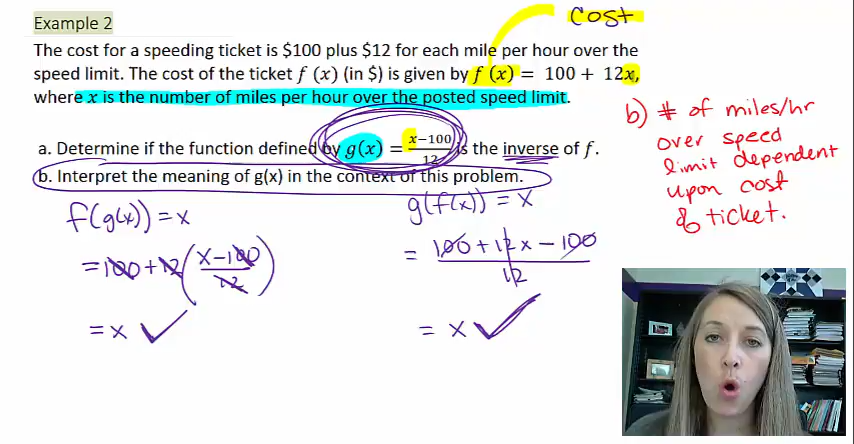 Example 2
cost
The cost for a speeding ticket is $100 plus $12 for each mile per hour over the
speed limit. The cost of the ticket f (x) (in $) is given by f (x) = 100 + 12x,
where x is the number of miles per hour over the posted speed limit.
a. Determine if the function defined by g(x) = x−100/12 is the inverse of f.
b. Interpret the meaning of g(x) in the context of this problem.
b) # of miles/hr
over speed
limit dependent
upon cost
of ticket.
f(g(x)) = x
= 100 + 12(x-100/12)
= x ✓
g(f(x)) = x
= 100 + 12x - 100/12
= x ✓